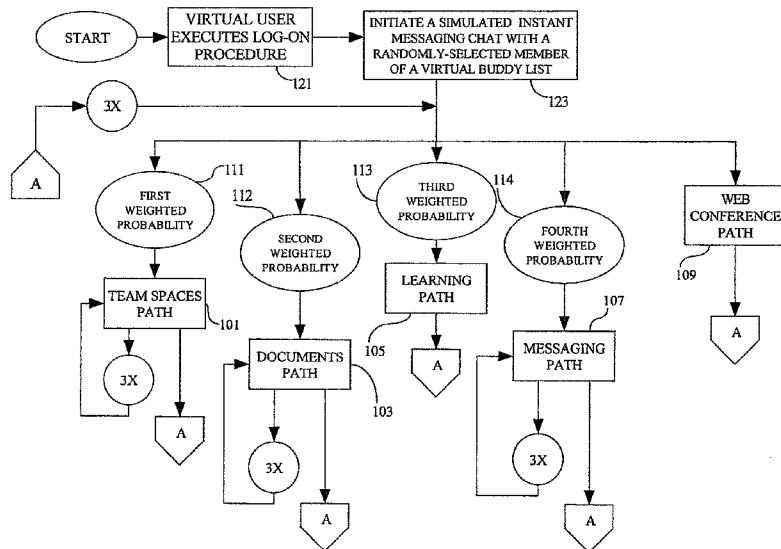 START
VIRTUAL USER
EXECUTES LOG-ON
PROCEDURE
121
INITIATE A SIMULATED INSTANT
MESSAGING CHAT WITH A
RANDOMLY-SELECTED MEMBER
OF A VIRTUAL BUDDY LIST
123
3X
A
111
FIRST
WEIGHTED
PROBABILITY
112
SECOND
WEIGHTED
PROBABILITY
113
THIRD
WEIGHTED
PROBABILITY
114
FOURTH
WEIGHTED
PROBABILITY
WEB
CONFERENCE
PATH
109
TEAM SPACES
PATH
101
LEARNING
PATH
105
107
MESSAGING
PATH
DOCUMENTS
PATH
103
A
A
3X
A
3X
A
3X
A